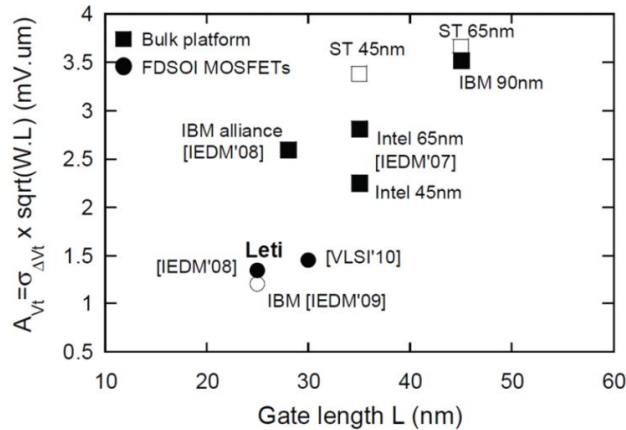 4
3.5
3
2.5
2
1.5
1
0.5
A_Vt=σ_ΔVt x sqrt(W.L) (mV.um)
Bulk platform
FDSOI MOSFETs
ST 65nm
ST 45nm
IBM 90nm
IBM alliance
[IEDM'08]
Intel 65nm
[IEDM'07]
Intel 45nm
Leti
[IEDM'08]
[VLSI'10]
IBM [IEDM'09]
10 20 30 40 50 60
Gate length L (nm)